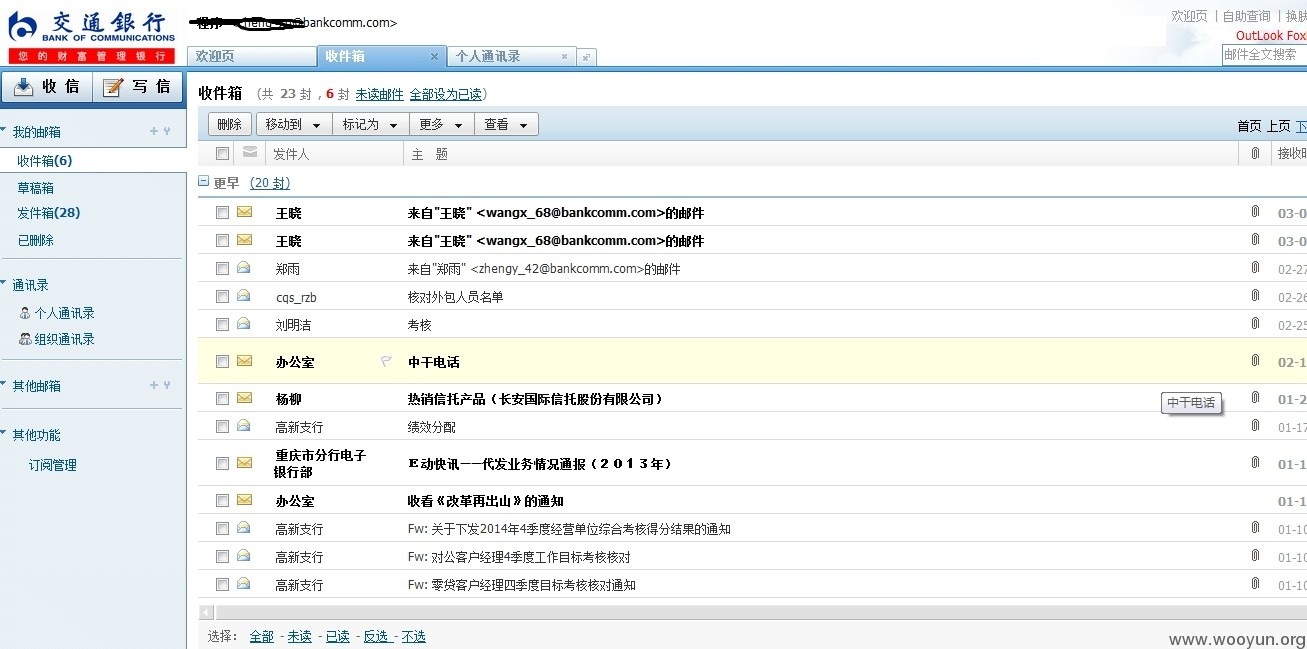 交通銀行
BANK OF COMMUNICATIONS
您的财富管理银行
bankcomm.com>
欢迎页 | 自助查询 | 换肤
OutLook Fox
邮件全文搜索
欢迎页 收件箱 × 个人通讯录 ×
收信 写信
收件箱 (共 23 封，6 封 未读邮件 全部设为已读)
删除 移动到 标记为 更多 查看
首页 上页 下
发件人 主 题 接收时
我的邮箱
收件箱(6)
草稿箱
发件箱(28)
已删除
通讯录
个人通讯录
组织通讯录
其他邮箱
其他功能
订阅管理
更早 (20 封)
王晓 来自"王晓" <wangx_68@bankcomm.com>的邮件 03-0
王晓 来自"王晓" <wangx_68@bankcomm.com>的邮件 03-0
郑雨 来自"郑雨" <zhengy_42@bankcomm.com>的邮件 02-27
cqs_rzb 核对外包人员名单 02-26
刘明洁 考核 02-25
办公室 中干电话 02-1
杨柳 热销信托产品（长安国际信托股份有限公司） 01-2
中干电话
高新支行 绩效分配 01-17
重庆市分行电子银行部 E动快讯——代发业务情况通报（2013年） 01-1
办公室 收看《改革再出山》的通知 01-1
高新支行 Fw: 关于下发2014年4季度经营单位综合考核得分结果的通知 01-10
高新支行 Fw: 对公客户经理4季度工作目标考核核对 01-10
高新支行 Fw: 零贷客户经理四季度目标考核核对通知 01-10
选择： 全部 - 未读 - 已读 - 反选 - 不选
www.wooyun.org